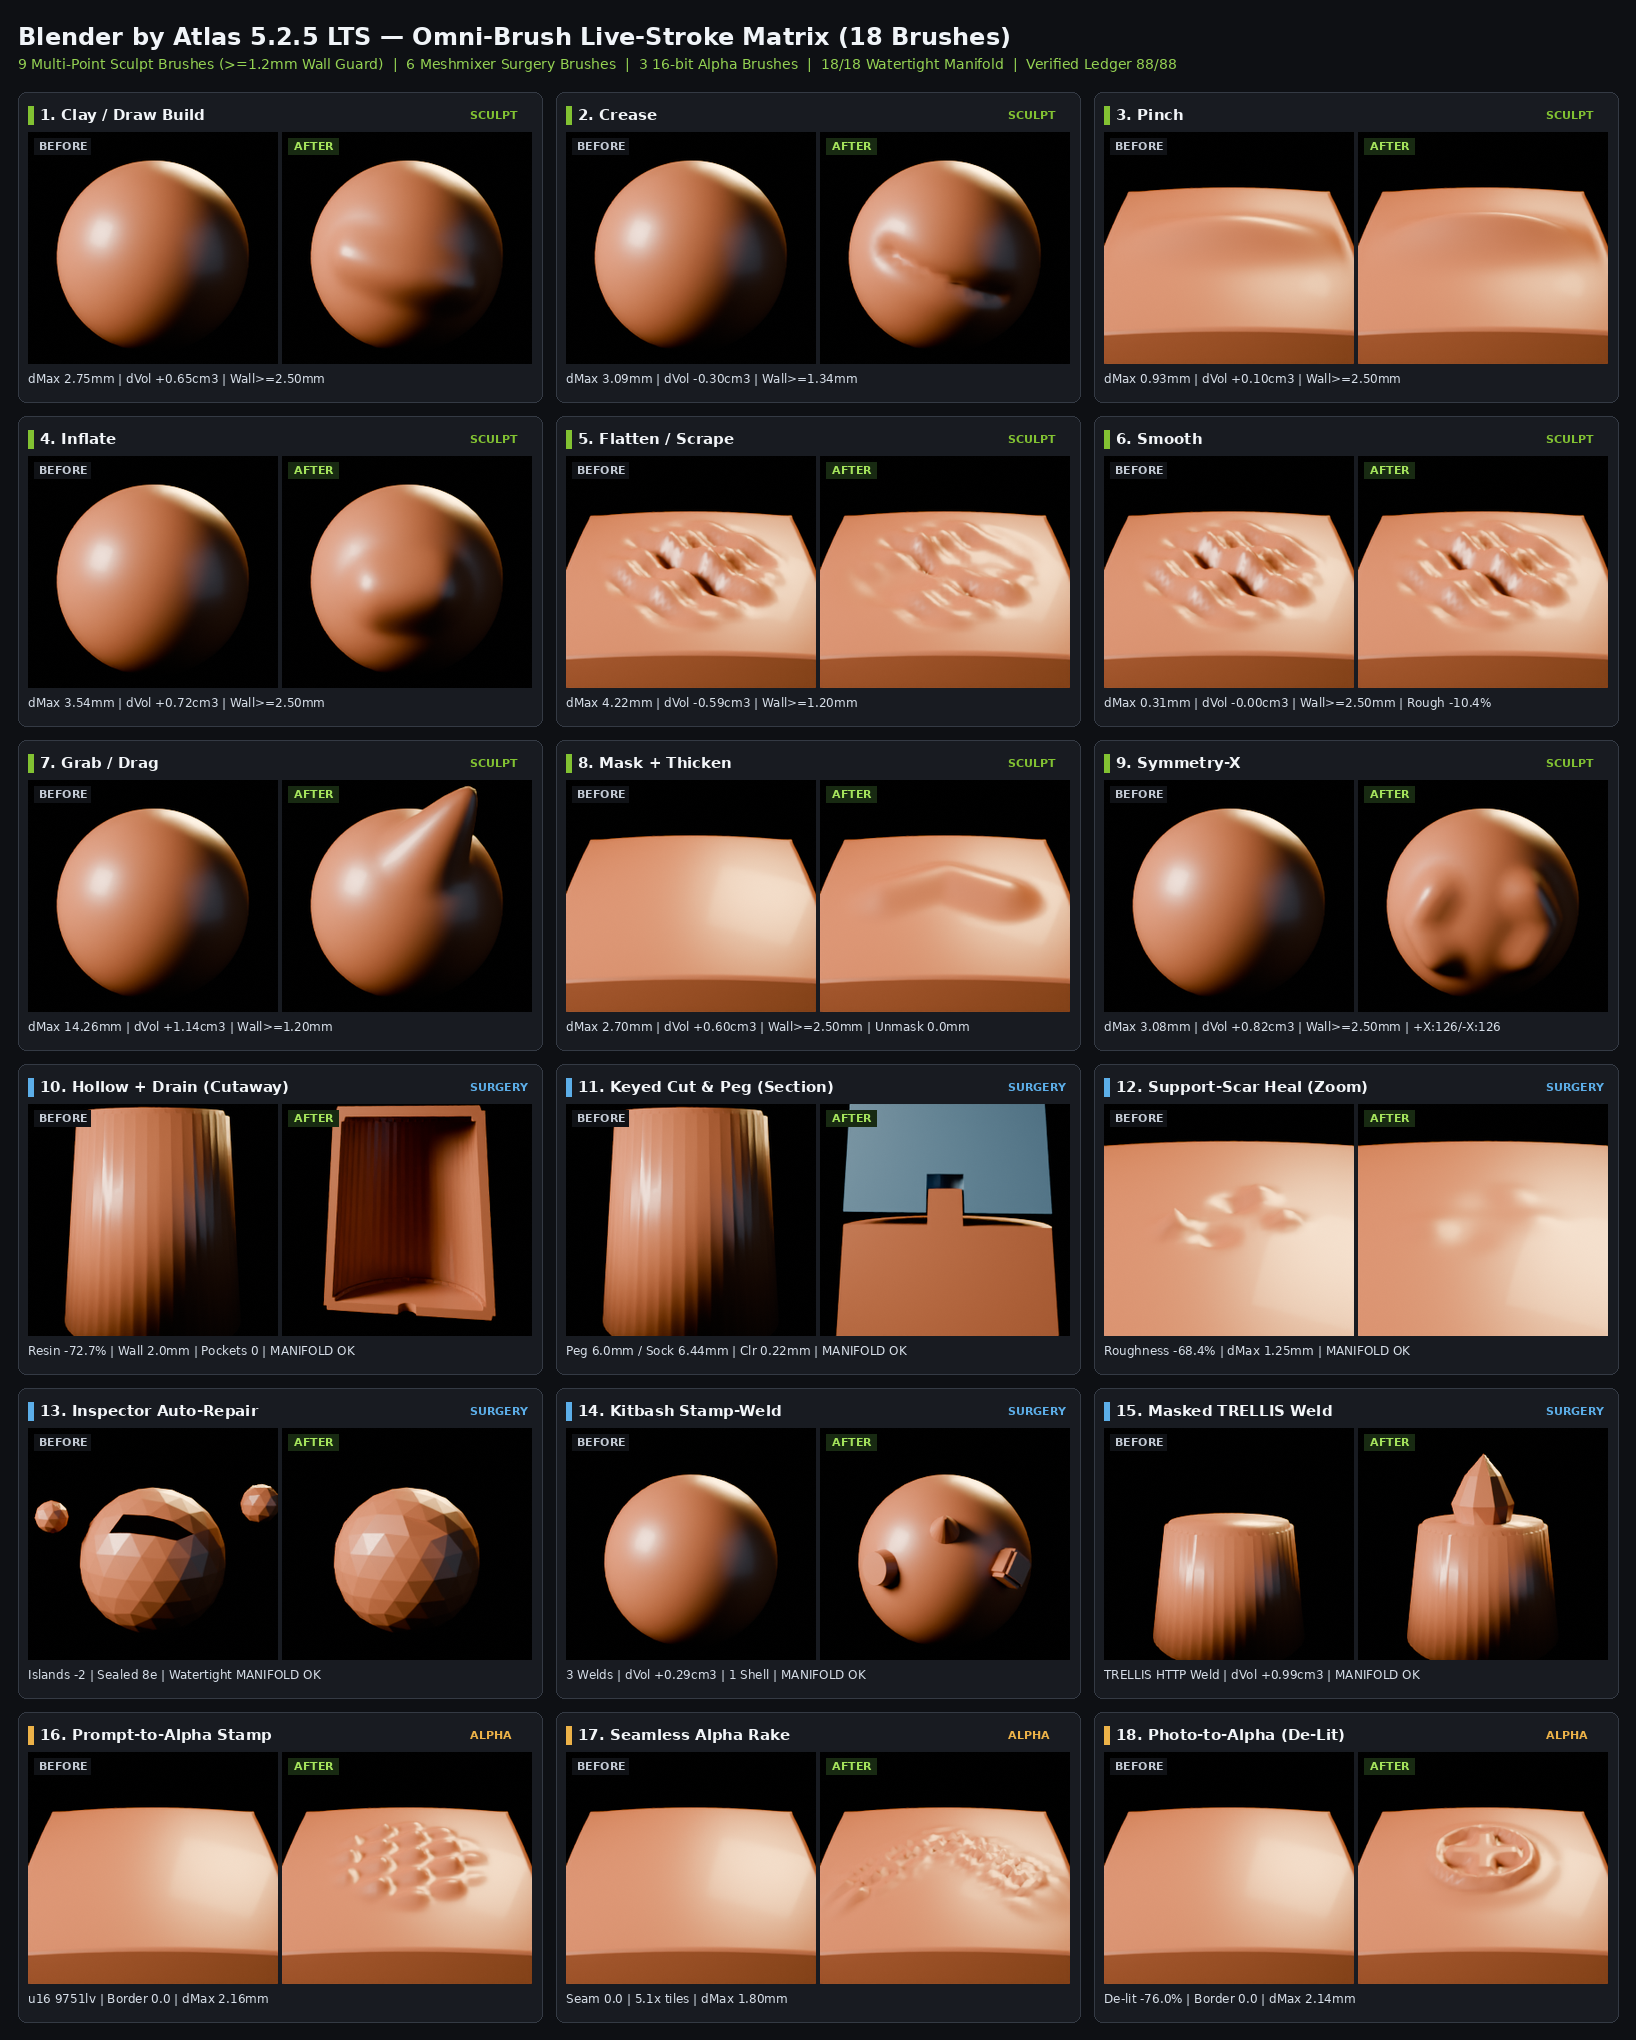 Blender by Atlas 5.2.5 LTS — Omni-Brush Live-Stroke Matrix (18 Brushes)
9 Multi-Point Sculpt Brushes (>=1.2mm Wall Guard) | 6 Meshmixer Surgery Brushes | 3 16-bit Alpha Brushes | 18/18 Watertight Manifold | Verified Ledger 88/88
1. Clay / Draw Build SCULPT
BEFORE AFTER
dMax 2.75mm | dVol +0.65cm3 | Wall>=2.50mm
2. Crease SCULPT
BEFORE AFTER
dMax 3.09mm | dVol -0.30cm3 | Wall>=1.34mm
3. Pinch SCULPT
BEFORE AFTER
dMax 0.93mm | dVol +0.10cm3 | Wall>=2.50mm
4. Inflate SCULPT
BEFORE AFTER
dMax 3.54mm | dVol +0.72cm3 | Wall>=2.50mm
5. Flatten / Scrape SCULPT
BEFORE AFTER
dMax 4.22mm | dVol -0.59cm3 | Wall>=1.20mm
6. Smooth SCULPT
BEFORE AFTER
dMax 0.31mm | dVol -0.00cm3 | Wall>=2.50mm | Rough -10.4%
7. Grab / Drag SCULPT
BEFORE AFTER
dMax 14.26mm | dVol +1.14cm3 | Wall>=1.20mm
8. Mask + Thicken SCULPT
BEFORE AFTER
dMax 2.70mm | dVol +0.60cm3 | Wall>=2.50mm | Unmask 0.0mm
9. Symmetry-X SCULPT
BEFORE AFTER
dMax 3.08mm | dVol +0.82cm3 | Wall>=2.50mm | +X:126/-X:126
10. Hollow + Drain (Cutaway) SURGERY
BEFORE AFTER
Resin -72.7% | Wall 2.0mm | Pockets 0 | MANIFOLD OK
11. Keyed Cut & Peg (Section) SURGERY
BEFORE AFTER
Peg 6.0mm / Sock 6.44mm | Clr 0.22mm | MANIFOLD OK
12. Support-Scar Heal (Zoom) SURGERY
BEFORE AFTER
Roughness -68.4% | dMax 1.25mm | MANIFOLD OK
13. Inspector Auto-Repair SURGERY
BEFORE AFTER
Islands -2 | Sealed 8e | Watertight MANIFOLD OK
14. Kitbash Stamp-Weld SURGERY
BEFORE AFTER
3 Welds | dVol +0.29cm3 | 1 Shell | MANIFOLD OK
15. Masked TRELLIS Weld SURGERY
BEFORE AFTER
TRELLIS HTTP Weld | dVol +0.99cm3 | MANIFOLD OK
16. Prompt-to-Alpha Stamp ALPHA
BEFORE AFTER
u16 9751lv | Border 0.0 | dMax 2.16mm
17. Seamless Alpha Rake ALPHA
BEFORE AFTER
Seam 0.0 | 5.1x tiles | dMax 1.80mm
18. Photo-to-Alpha (De-Lit) ALPHA
BEFORE AFTER
De-lit -76.0% | Border 0.0 | dMax 2.14mm